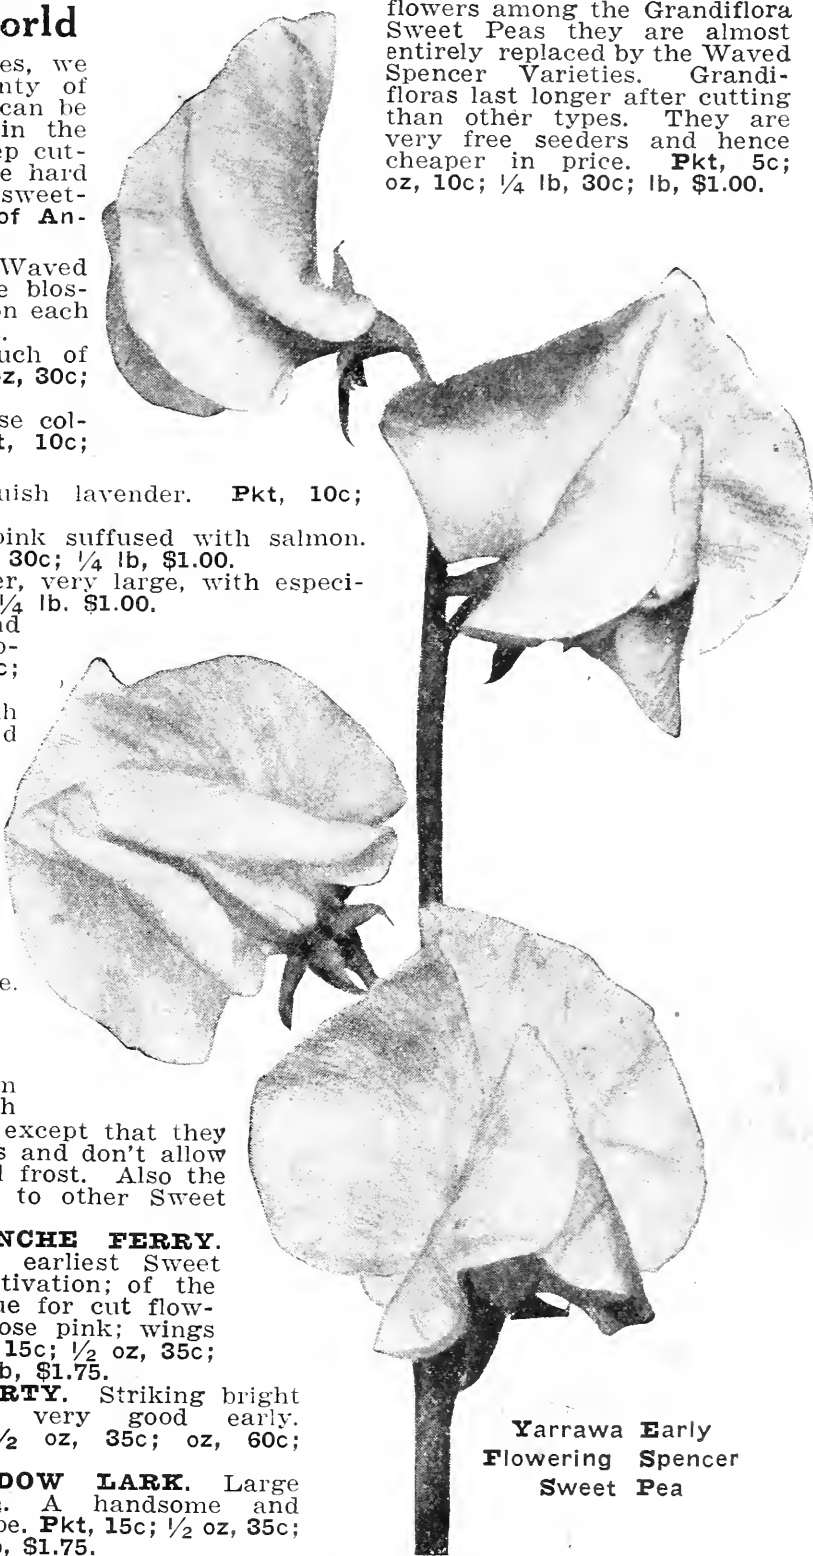 orld
es, we
nty of
can be
in the
ep cut-
e hard
sweet-
of An-
Waved
e blos-
n each
.
uch of
z, 30c;
se col-
t, 10c;
uish lavender. Pkt, 10c;
pink suffused with salmon.
30c; ¼ lb, $1.00.
er, very large, with especi-
¼ lb. $1.00.
nd
o-
c;
h
d
e.
n
h
except that they
s and don't allow
l frost. Also the
to other Sweet
NCHE FERRY.
earliest Sweet
tivation; of the
ue for cut flow-
ose pink; wings
15c; ½ oz, 35c;
b, $1.75.
RTY. Striking bright
very good early.
½ oz, 35c; oz, 60c;
DOW LARK. Large
. A handsome and
pe. Pkt, 15c; ½ oz, 35c;
, $1.75.
flowers among the Grandiflora
Sweet Peas they are almost
entirely replaced by the Waved
Spencer Varieties. Grandi-
floras last longer after cutting
than other types. They are
very free seeders and hence
cheaper in price. Pkt, 5c;
oz, 10c; ¼ lb, 30c; lb, $1.00.
Yarrawa Early
Flowering Spencer
Sweet Pea